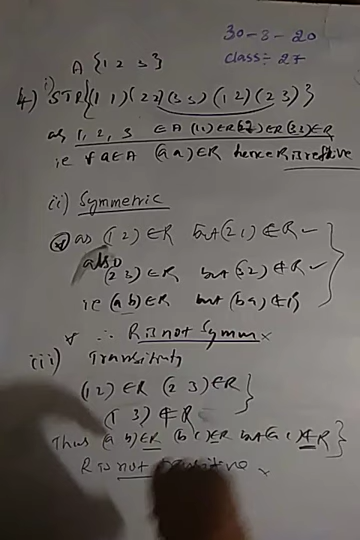 30-3-20
class:- 27
A {1 2 3}
4) i) STR{(1 1)(2 2)(3 3)(1 2)(2 3)}
as 1, 2, 3 ∈ A (1 1)∈R(2 2)∈R(3 3)∈R
ie ∀ a∈A (a a)∈R hence R is reflexive
ii) Symmetric
as (1 2)∈R but (2 1)∉R ✓
also
(2 3)∈R but (3 2)∉R ✓
ie (a b)∈R but (b a)∉R
∴ R is not Symm x
iii) Transitivity
(1 2)∈R (2 3)∈R
(1 3)∉R
Thus (a b)∈R (b c)∈R but (a c)∉R}
R is not x